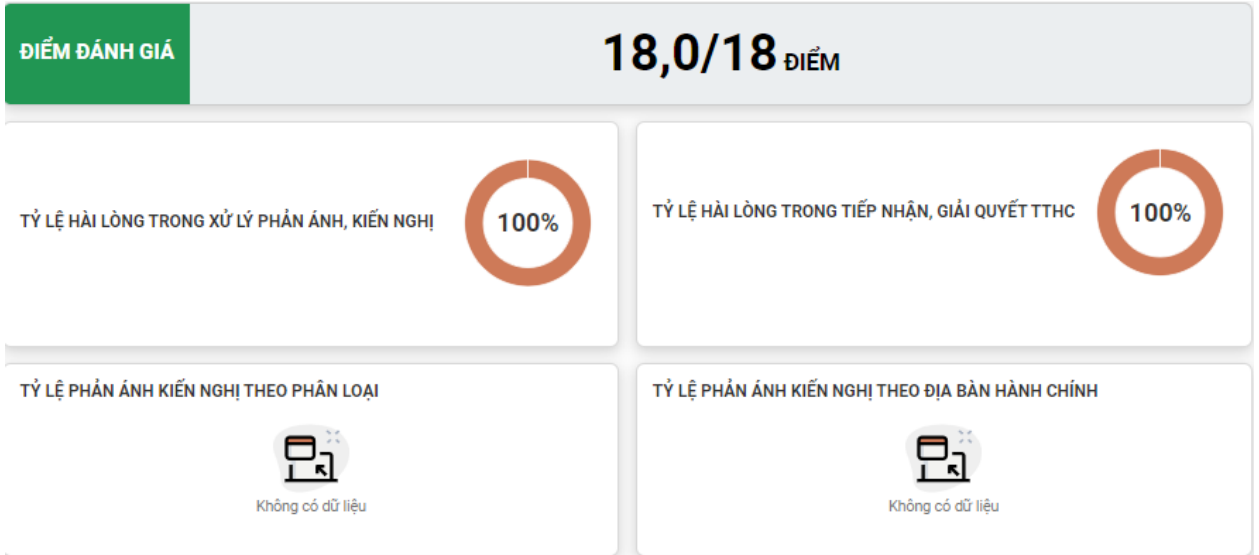 ĐIỂM ĐÁNH GIÁ
18,0/18 ĐIỂM
TỶ LỆ HÀI LÒNG TRONG XỬ LÝ PHẢN ÁNH, KIẾN NGHỊ
100%
TỶ LỆ HÀI LÒNG TRONG TIẾP NHẬN, GIẢI QUYẾT TTHC
100%
TỶ LỆ PHẢN ÁNH KIẾN NGHỊ THEO PHÂN LOẠI
Không có dữ liệu
TỶ LỆ PHẢN ÁNH KIẾN NGHỊ THEO ĐỊA BÀN HÀNH CHÍNH
Không có dữ liệu